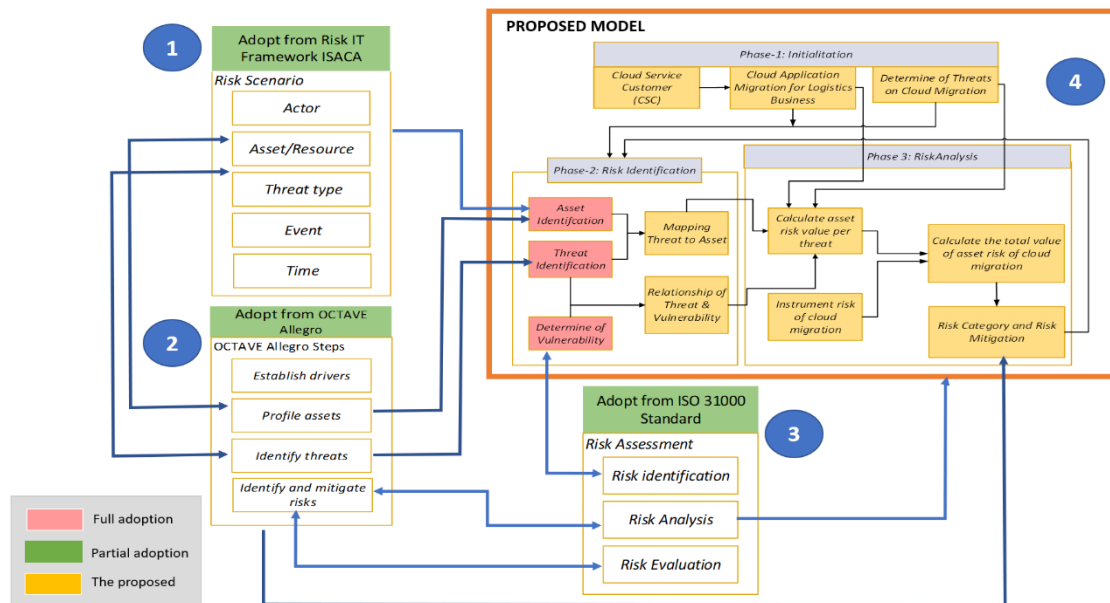 1
Adopt from Risk IT
Framework ISACA
Risk Scenario
Actor
Asset/Resource
Threat type
Event
Time
2
Adopt from OCTAVE
Allegro
OCTAVE Allegro Steps
Establish drivers
Profile assets
Identify threats
Identify and mitigate
risks
Full adoption
Partial adoption
The proposed
PROPOSED MODEL
4
Phase-1: Initialitation
Cloud Service
Customer
(CSC)
Cloud Application
Migration for Logistics
Business
Determine of Threats
on Cloud Migration
Phase-2: Risk Identification
Asset
Identifcation
Threat
Identification
Determine of
Vulnerability
Mapping
Threat to Asset
Relationship of
Threat &
Vulnerability
Phase 3: RiskAnalysis
Calculate asset
risk value per
threat
Instrument risk
of cloud
migration
Calculate the total value
of asset risk of cloud
migration
Risk Category and Risk
Mitigation
Adopt from ISO 31000
Standard
3
Risk Assessment
Risk identification
Risk Analysis
Risk Evaluation